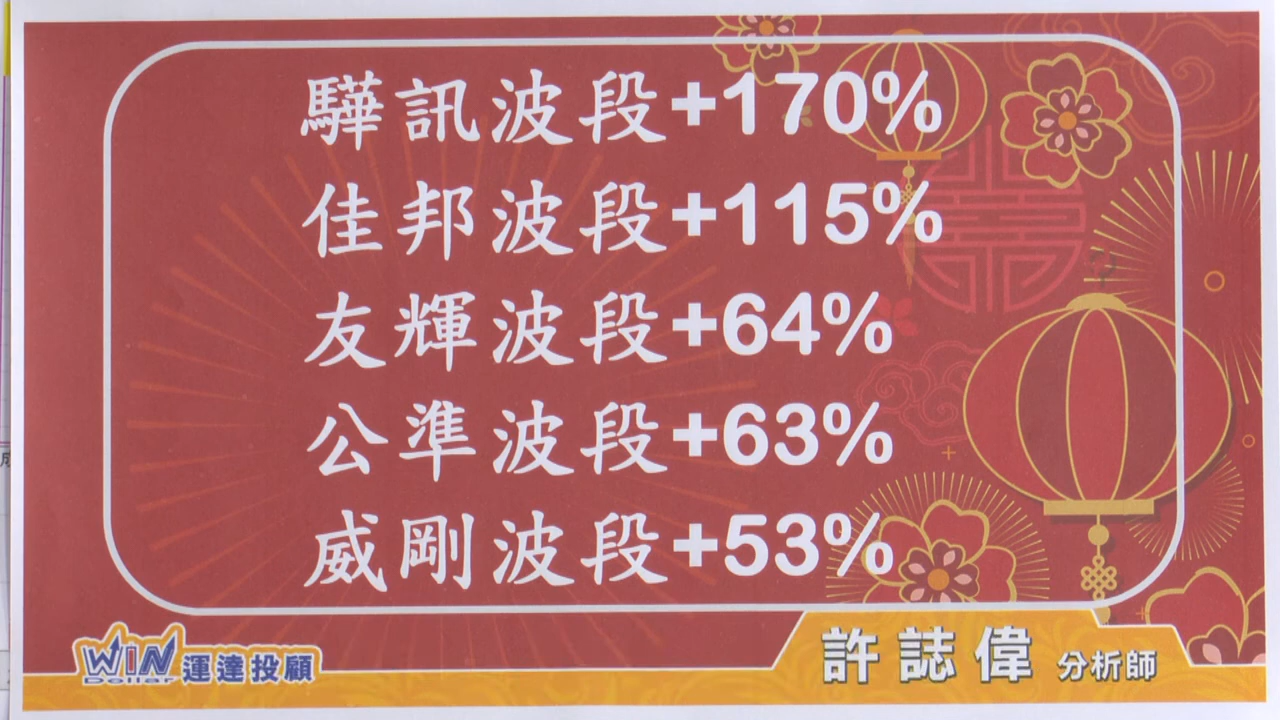 驊訊波段+170%
佳邦波段+115%
友輝波段+64%
公準波段+63%
威剛波段+53%
WIN Dollar 運達投顧
許誌偉 分析師